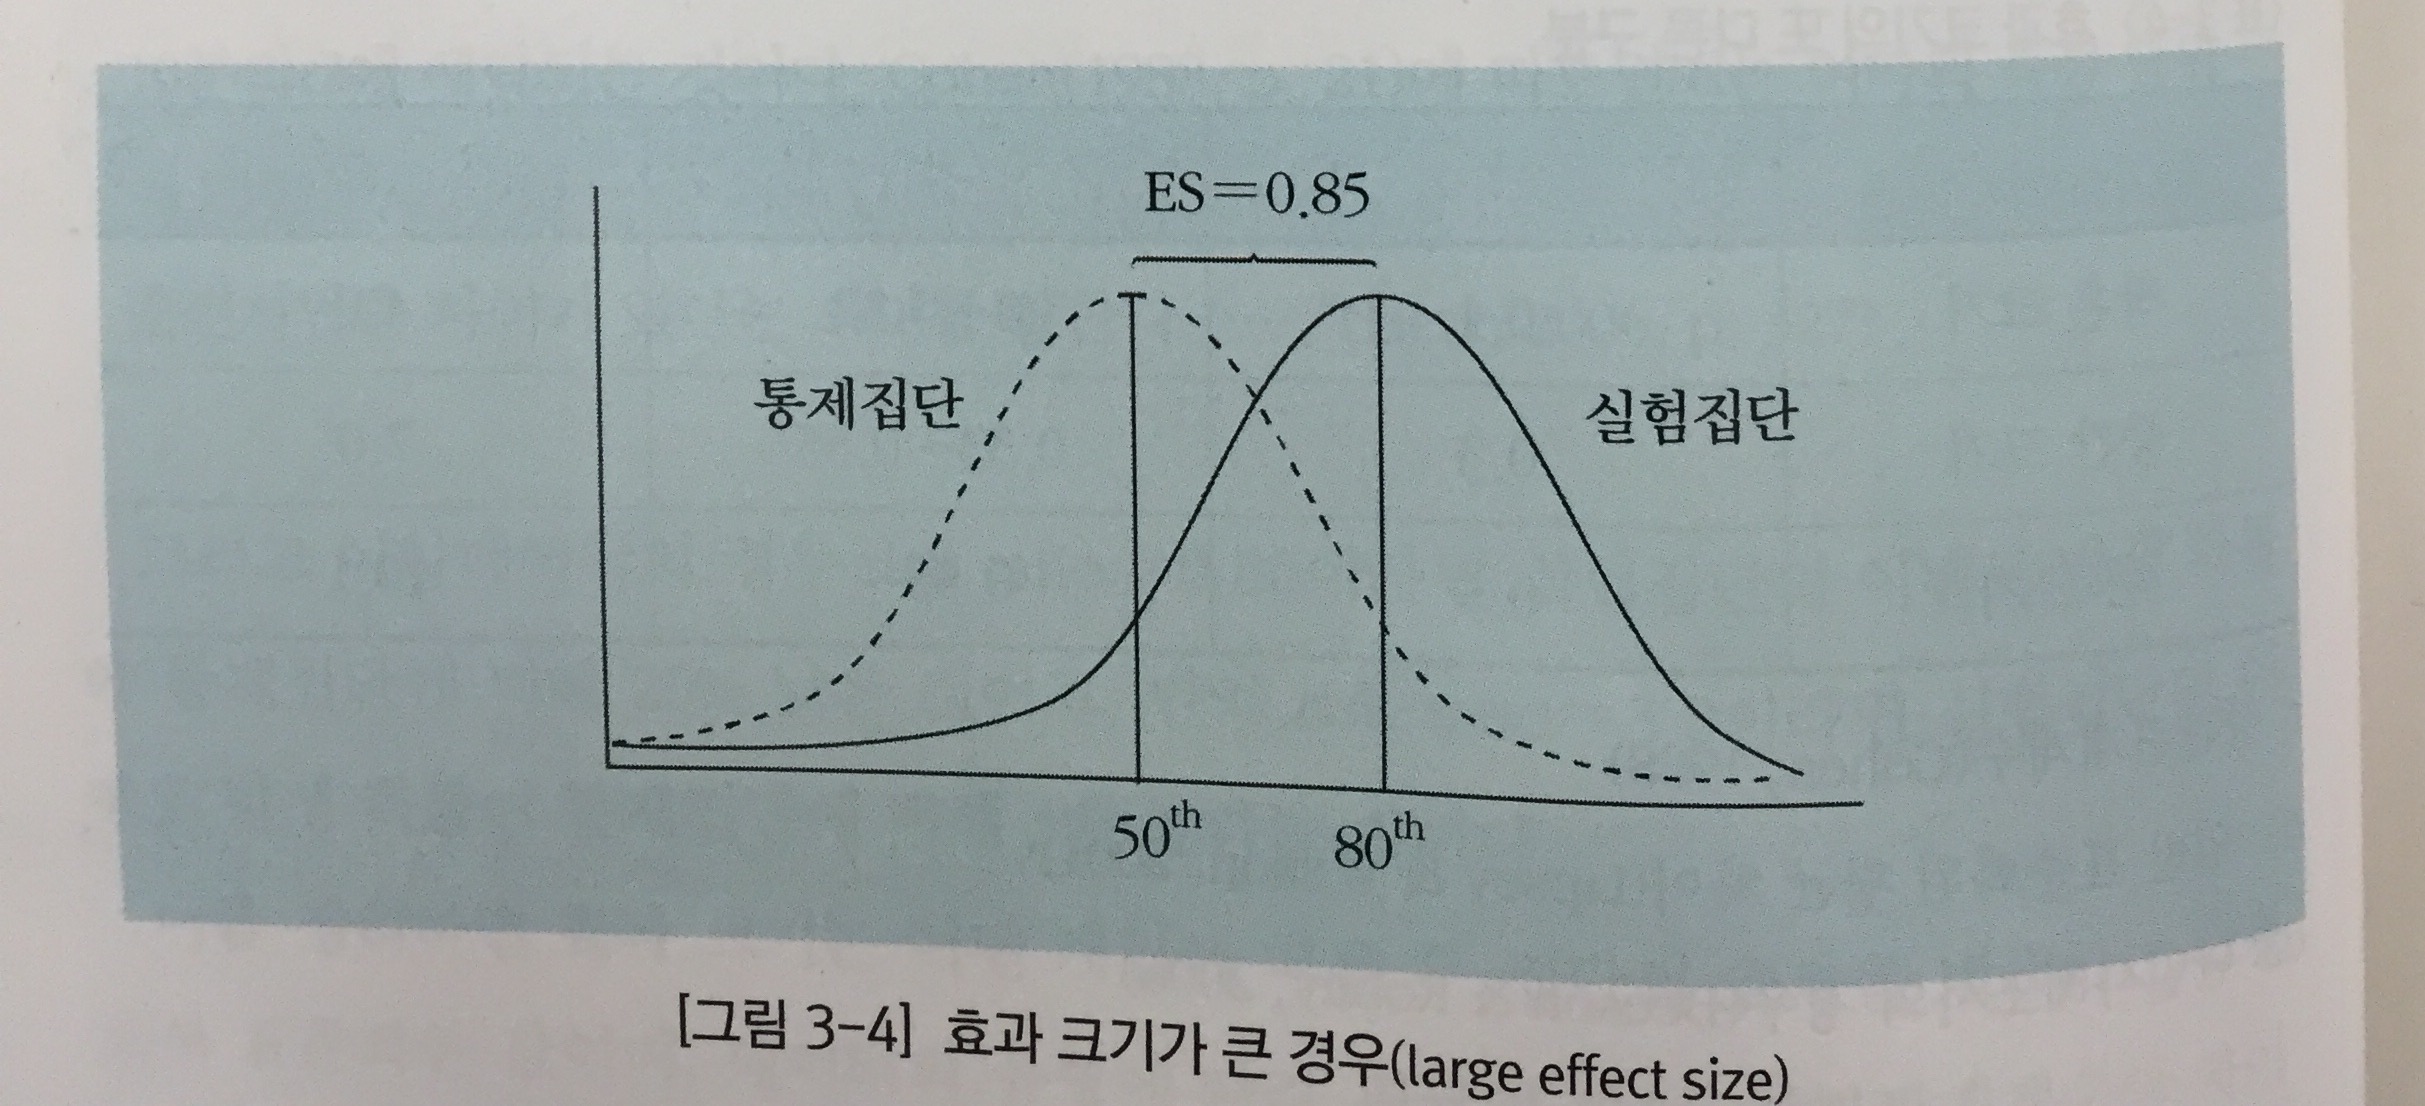 ES=0.85
통제집단
실험집단
50th
80th
[그림 3-4] 효과 크기가 큰 경우(large effect size)